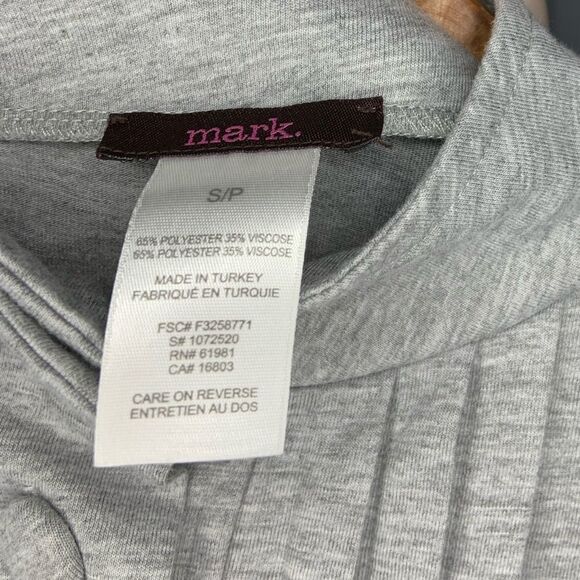 mark.
S/P
65% POLYESTER 35% VISCOSE
65% POLYESTER 35% VISCOSE
MADE IN TURKEY
FABRIQUÉ EN TURQUIE
FSC# F3258771
S# 1072520
RN# 61981
CA# 16803
CARE ON REVERSE
ENTRETIEN AU DOS